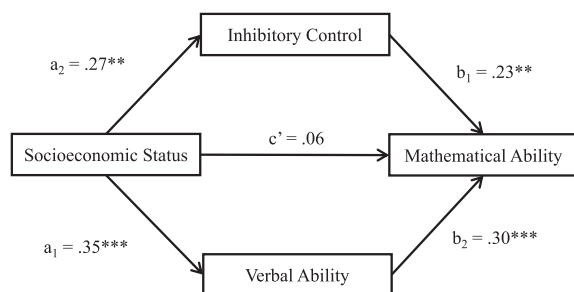 Inhibitory Control
a₂ = .27**
b₁ = .23**
c’ = .06
Socioeconomic Status
Mathematical Ability
a₁ = .35***
b₂ = .30***
Verbal Ability